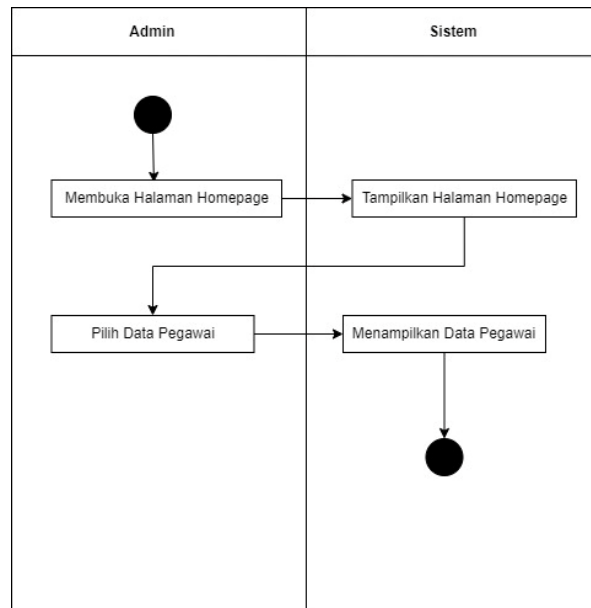 Admin
Sistem
Membuka Halaman Homepage
Tampilkan Halaman Homepage
Pilih Data Pegawai
Menampilkan Data Pegawai